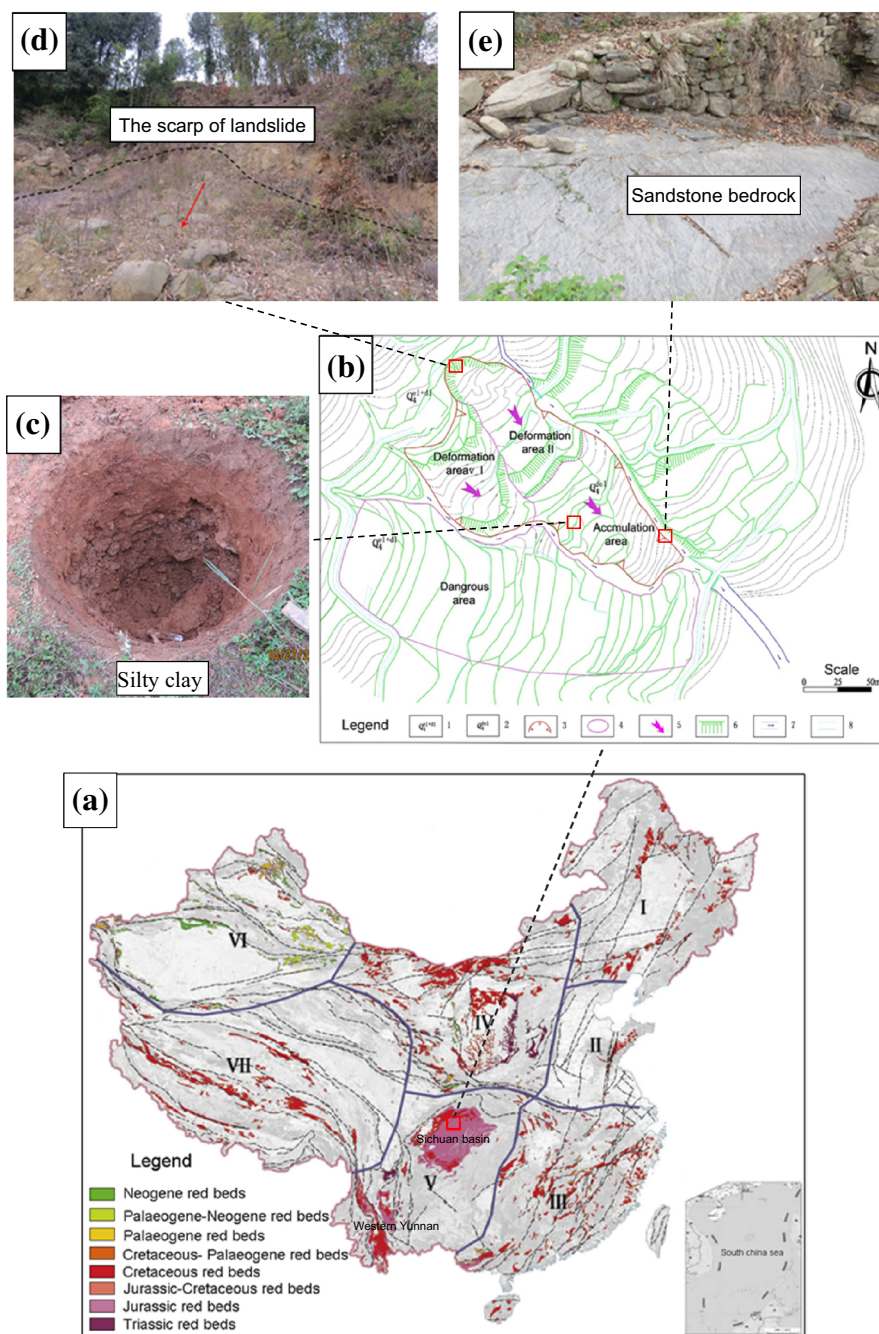 (d)
The scarp of landslide
(e)
Sandstone bedrock
(b)
N
Deformation
area II
Deformation
areav_I
Accmulation
area
Dangrous
area
Scale
0 25 50m
Legend 1 2 3 4 5 6 7 8
(c)
Silty clay
(a)
I
VI
IV
II
VII
Sichuan basin
V
III
Western Yunnan
South china sea
Legend
Neogene red beds
Palaeogene-Neogene red beds
Palaeogene red beds
Cretaceous- Palaeogene red beds
Cretaceous red beds
Jurassic-Cretaceous red beds
Jurassic red beds
Triassic red beds